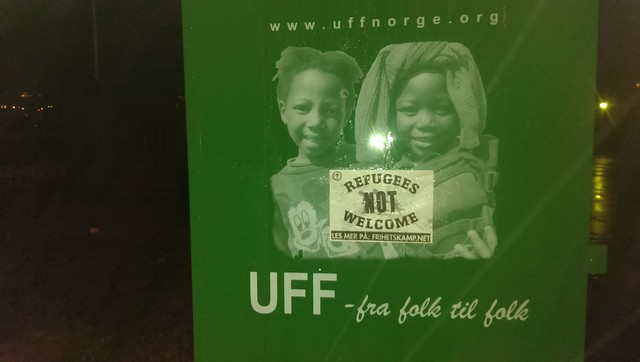 www.uffnorge.org
REFUGEES
NOT
WELCOME
LES MER PÅ: FRIHETSKAMP.NET
UFF - fra folk til folk